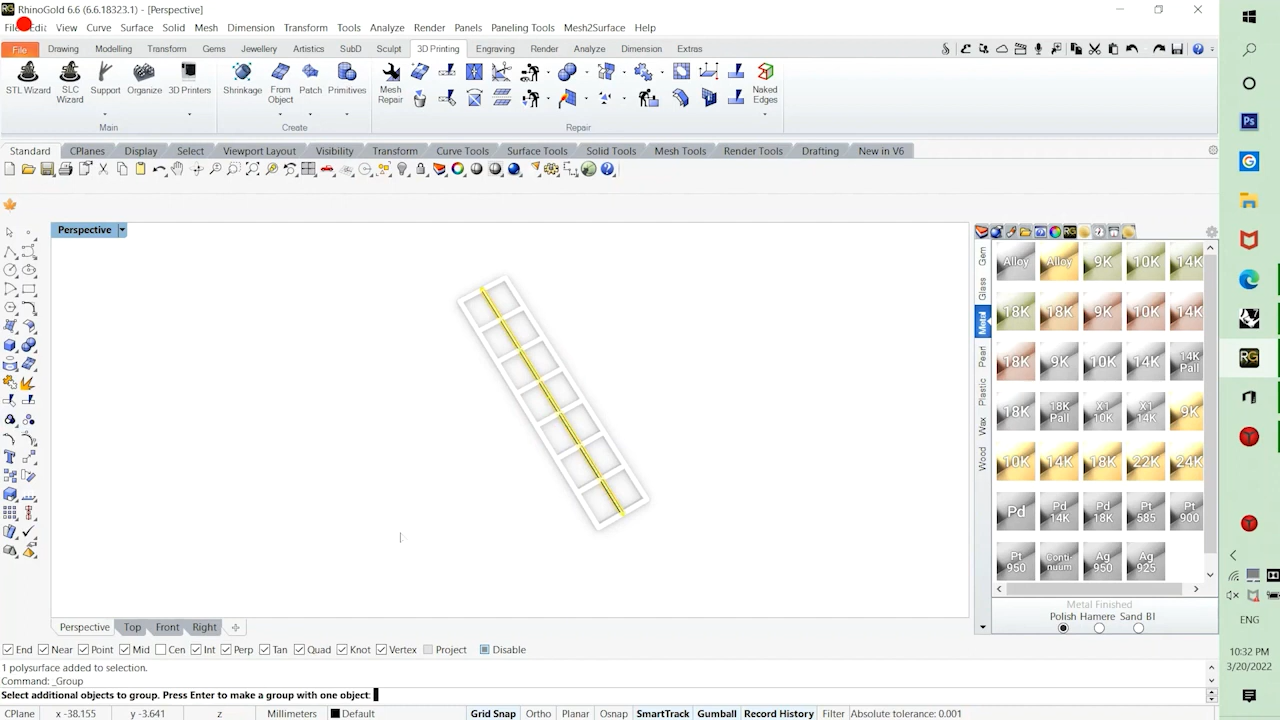 RhinoGold 6.6 (6.6.18323.1) - [Perspective]
Edit View Curve Surface Solid Mesh Dimension Transform Tools Analyze Render Panels Paneling Tools Mesh2Surface Help
File Drawing Modelling Transform Gems Jewellery Artistics SubD Sculpt 3D Printing Engraving Render Analyze Dimension Extras
STL Wizard SLC Wizard Support Organize 3D Printers Shrinkage From Object Patch Primitives Mesh Repair Naked Edges
Main Create Repair
Standard CPlanes Display Select Viewport Layout Visibility Transform Curve Tools Surface Tools Solid Tools Mesh Tools Render Tools Drafting New in V6
Perspective
Gem
Glass
Metal
Pearl
Plastic
Wax
Wood
Alloy Alloy 9K 10K 14K
18K 18K 9K 10K 14K
18K 9K 10K 14K 14K Pall
18K 18K Pall X1 10K X1 14K 9K
10K 14K 18K 22K 24K
Pd Pd 14K Pd 18K Pt 585 Pt 900
Pt 950 Conti-nuum Ag 950 Ag 925
Metal Finished
Polish Hamere Sand Bl
Perspective Top Front Right
End Near Point Mid Cen Int Perp Tan Quad Knot Vertex Project Disable
1 polysurface added to selection.
Command: _Group
Select additional objects to group. Press Enter to make a group with one object:
CPlane x -38.155 y -3.641 z Millimeters Default Grid Snap Ortho Planar Osnap SmartTrack Gumball Record History Filter Absolute tolerance: 0.001
Ps
RG
ENG
10:32 PM
3/20/2022